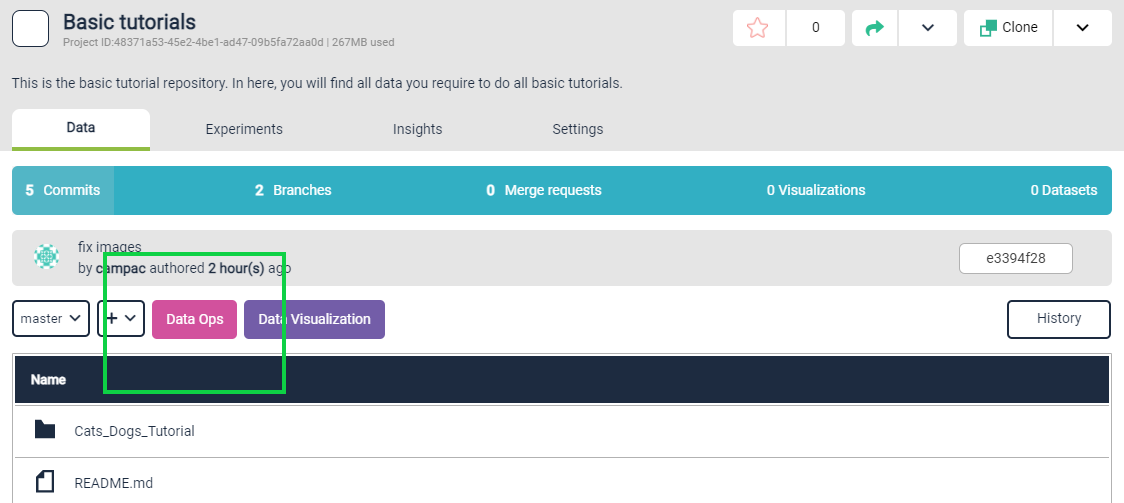 Basic tutorials
Project ID:48371a53-45e2-4be1-ad47-09b5fa72aa0d | 267MB used
0
Clone
This is the basic tutorial repository. In here, you will find all data you require to do all basic tutorials.
Data Experiments Insights Settings
5 Commits 2 Branches 0 Merge requests 0 Visualizations 0 Datasets
fix images
by campac authored 2 hour(s) ago
e3394f28
master + Data Ops Data Visualization History
Name
Cats_Dogs_Tutorial
README.md